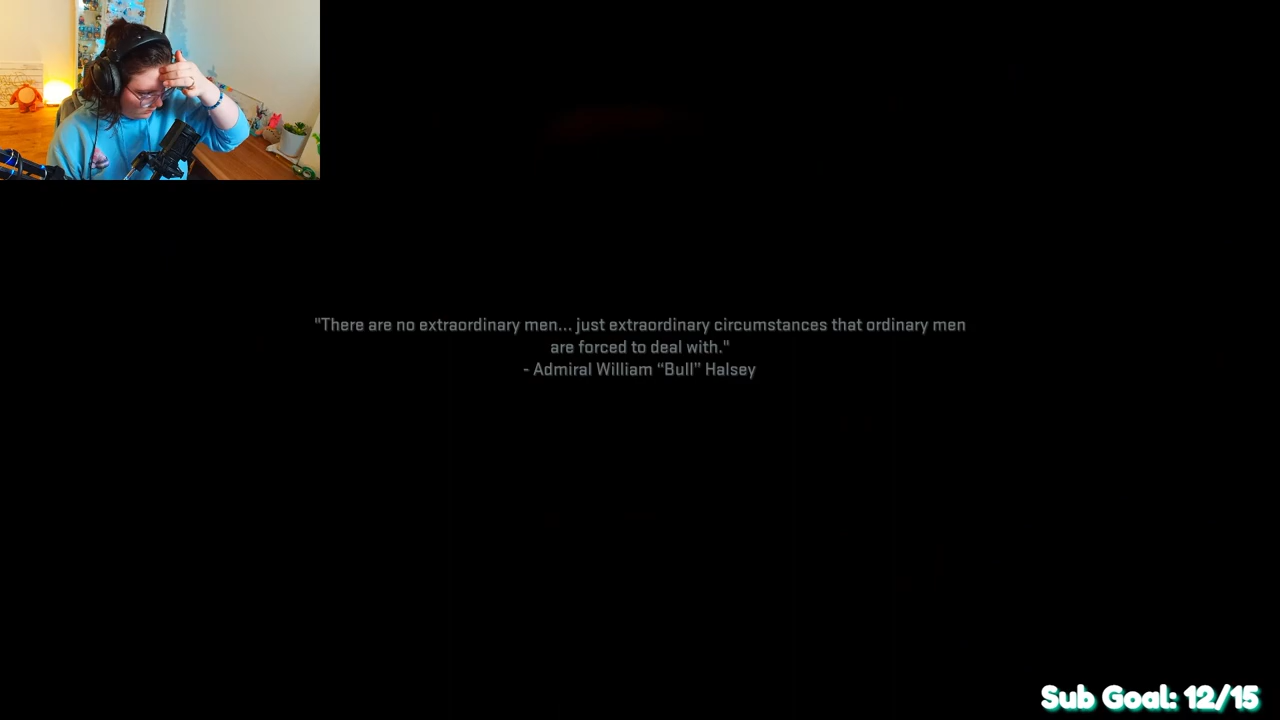 "There are no extraordinary men... just extraordinary circumstances that ordinary men
are forced to deal with."
- Admiral William “Bull” Halsey
Sub Goal: 12/15